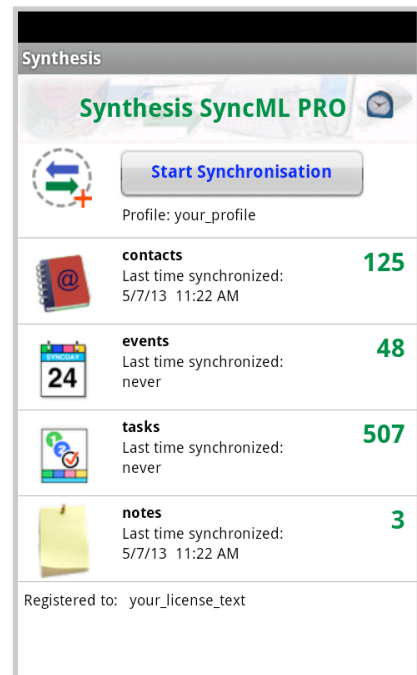 Synthesis
Synthesis SyncML PRO
Start Synchronisation
Profile: your_profile
contacts
125
Last time synchronized:
5/7/13 11:22 AM
events
48
Last time synchronized:
never
SYNCDAY
24
tasks
507
Last time synchronized:
never
1
2
notes
3
Last time synchronized:
5/7/13 11:22 AM
Registered to: your_license_text